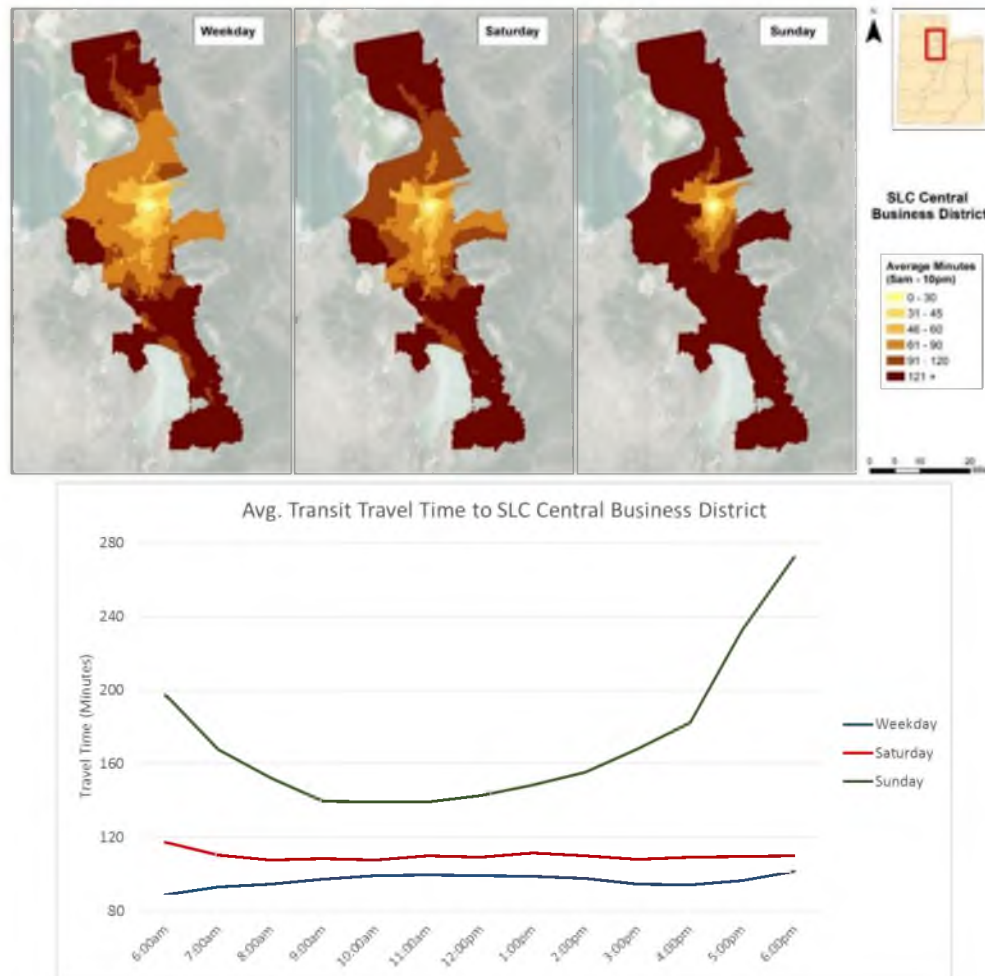 Weekday
Saturday
Sunday
N
SLC Central
Business District
Average Minutes
(5am - 10pm)
0 - 30
31 - 45
46 - 60
61 - 90
91 - 120
121 +
0 5 10 20
Avg. Transit Travel Time to SLC Central Business District
Travel Time (Minutes)
280
240
200
160
120
80
Weekday
Saturday
Sunday
6:00am
7:00am
8:00am
9:00am
10:00am
11:00am
12:00pm
1:00pm
2:00pm
3:00pm
4:00pm
5:00pm
6:00pm